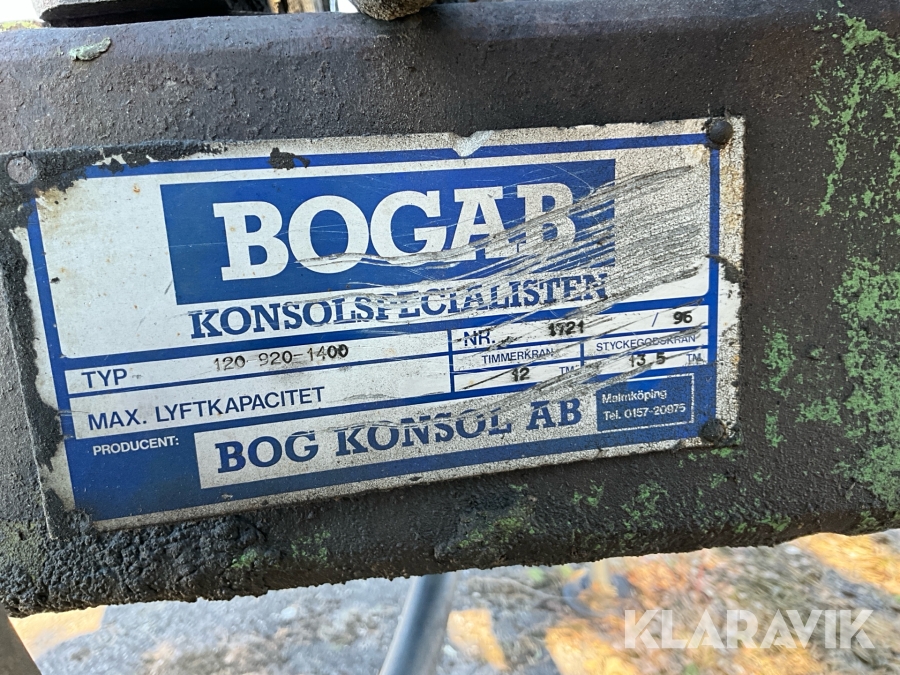 BOGAB
KONSOLSPECIALISTEN
TYP 120-920-1400 NR. 1721 / 96
MAX. LYFTKAPACITET TIMMERKRAN 12 TM STYCKEGODSKRAN 13 5 TM
PRODUCENT: BOG KONSOL AB Malmköping
Tel. 0157-20975
KLARAVIK